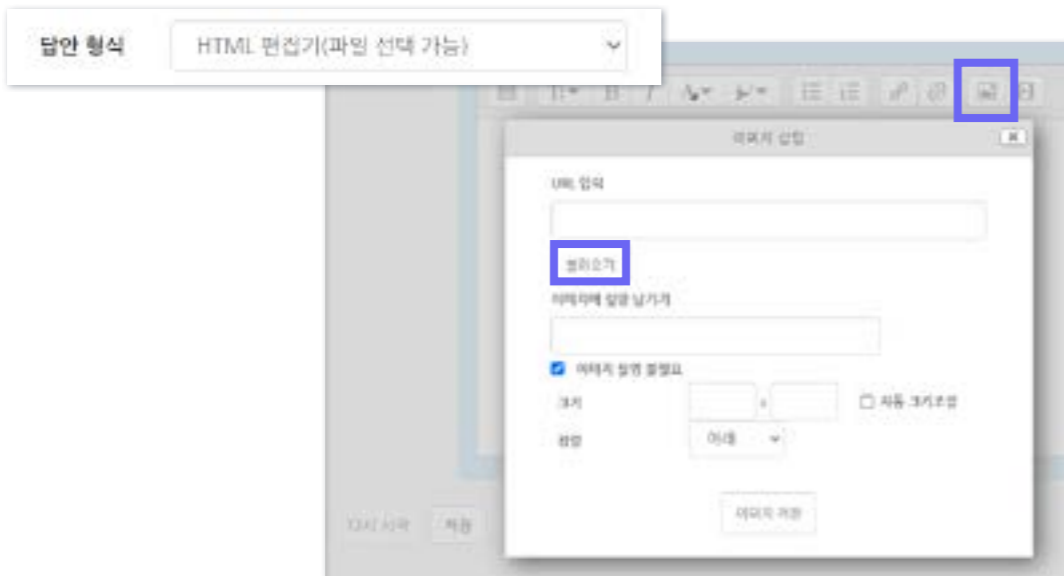 답안 형식 HTML 편집기(파일 선택 가능)
B I
이미지 삽입
URL 입력
불러오기
이미지에 설명 남기기
이미지 설명 불필요
크기 x 자동 크기조정
정렬 아래
이미지 저장
다시 시작 저장